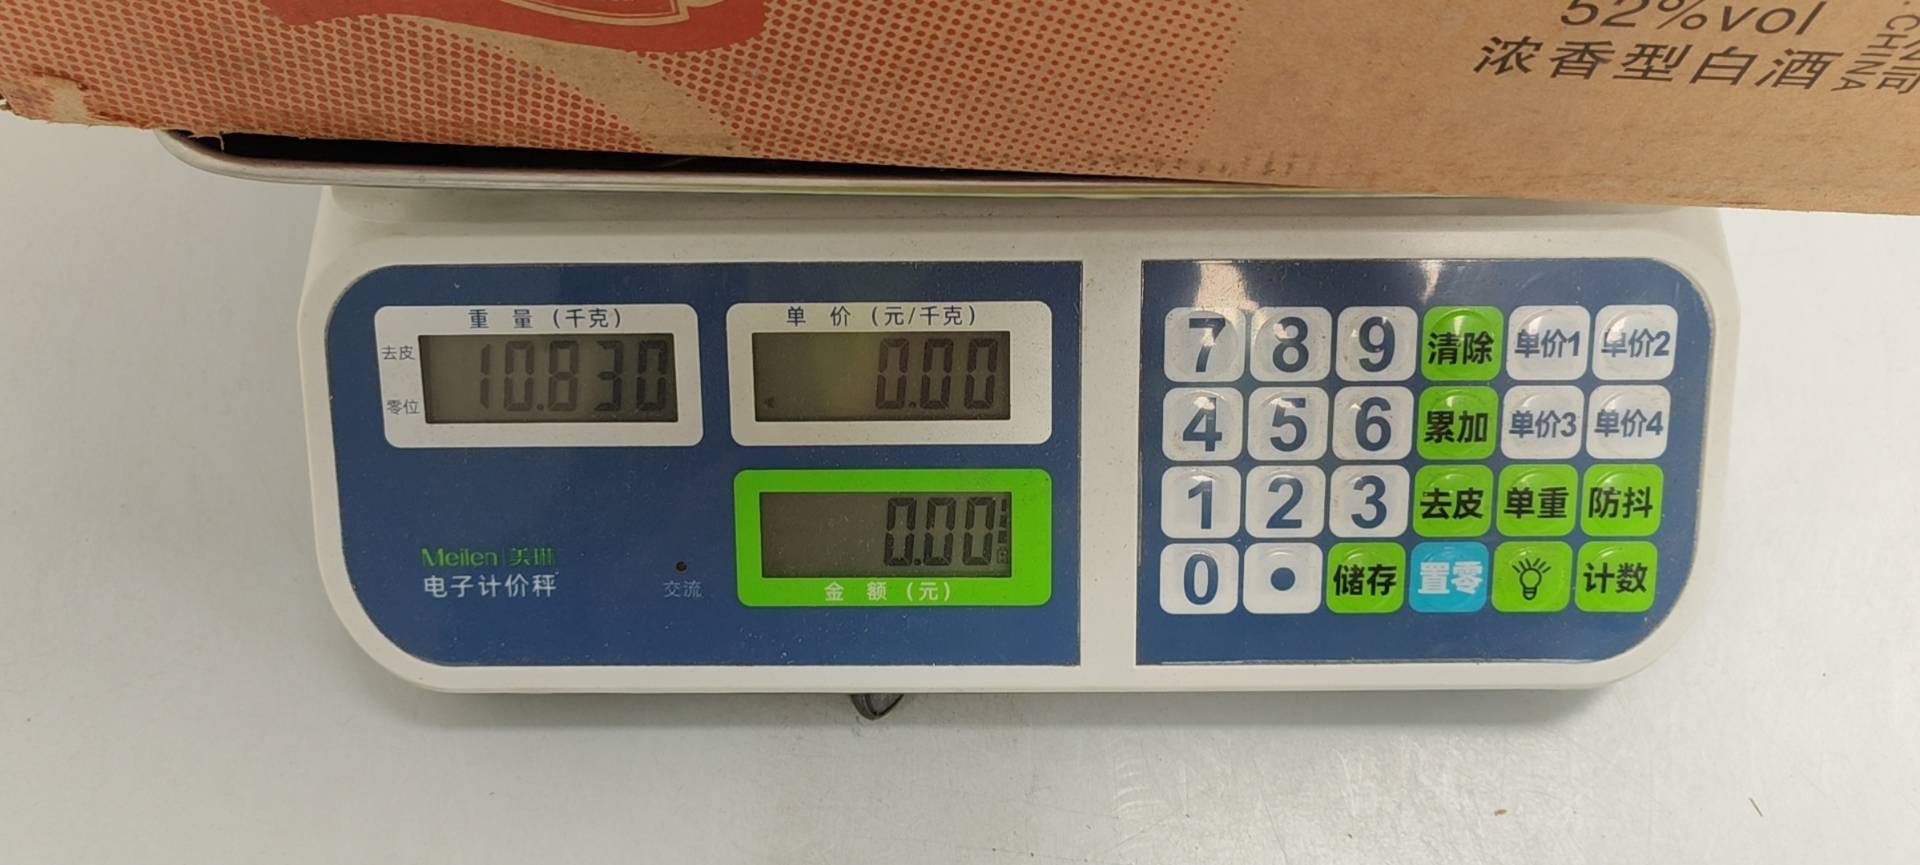 52%vol
浓香型白酒
CHINA
司
重 量 (千克)
去皮
零位
10.830
单 价 (元/千克)
0.00
0.00
金 额 (元)
Meilen 美琳
电子计价秤
交流
7 8 9 清除 单价1 单价2
4 5 6 累加 单价3 单价4
1 2 3 去皮 单重 防抖
0 • 储存 置零 计数